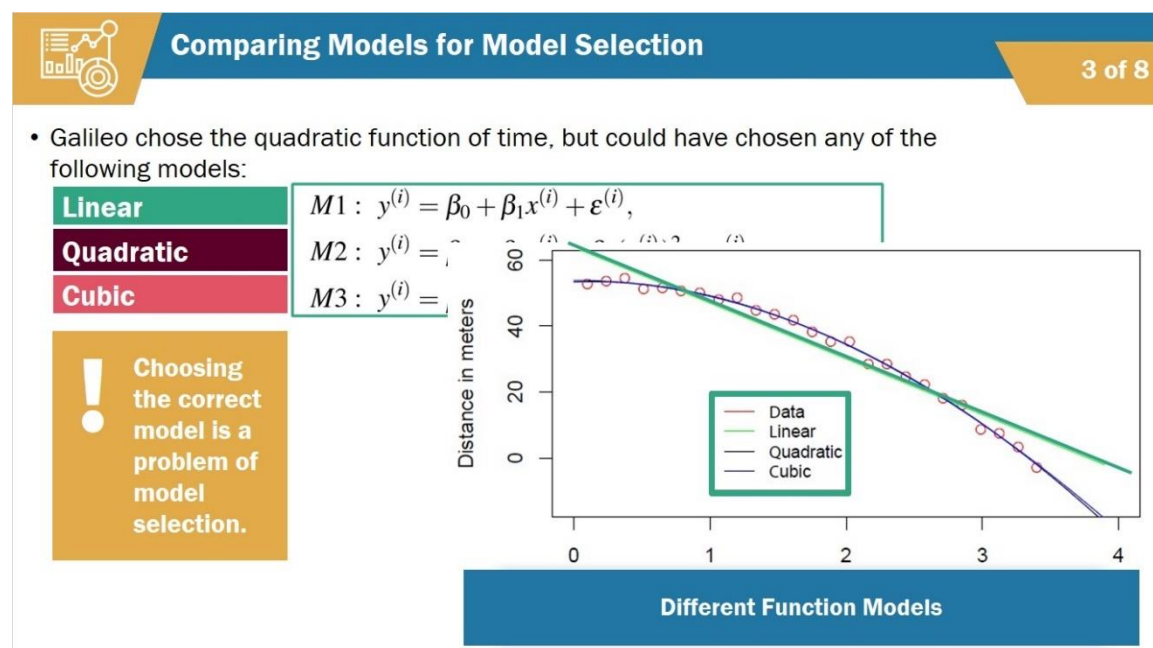 Comparing Models for Model Selection
3 of 8
• Galileo chose the quadratic function of time, but could have chosen any of the
following models:
Linear
M1 : y⁽ⁱ⁾ = β₀ + β₁x⁽ⁱ⁾ + ε⁽ⁱ⁾,
Quadratic
M2 : y⁽ⁱ⁾ =
Cubic
M3 : y⁽ⁱ⁾ =
!
Choosing
the correct
model is a
problem of
model
selection.
Distance in meters
60
40
20
0
Data
Linear
Quadratic
Cubic
0 1 2 3 4
Different Function Models